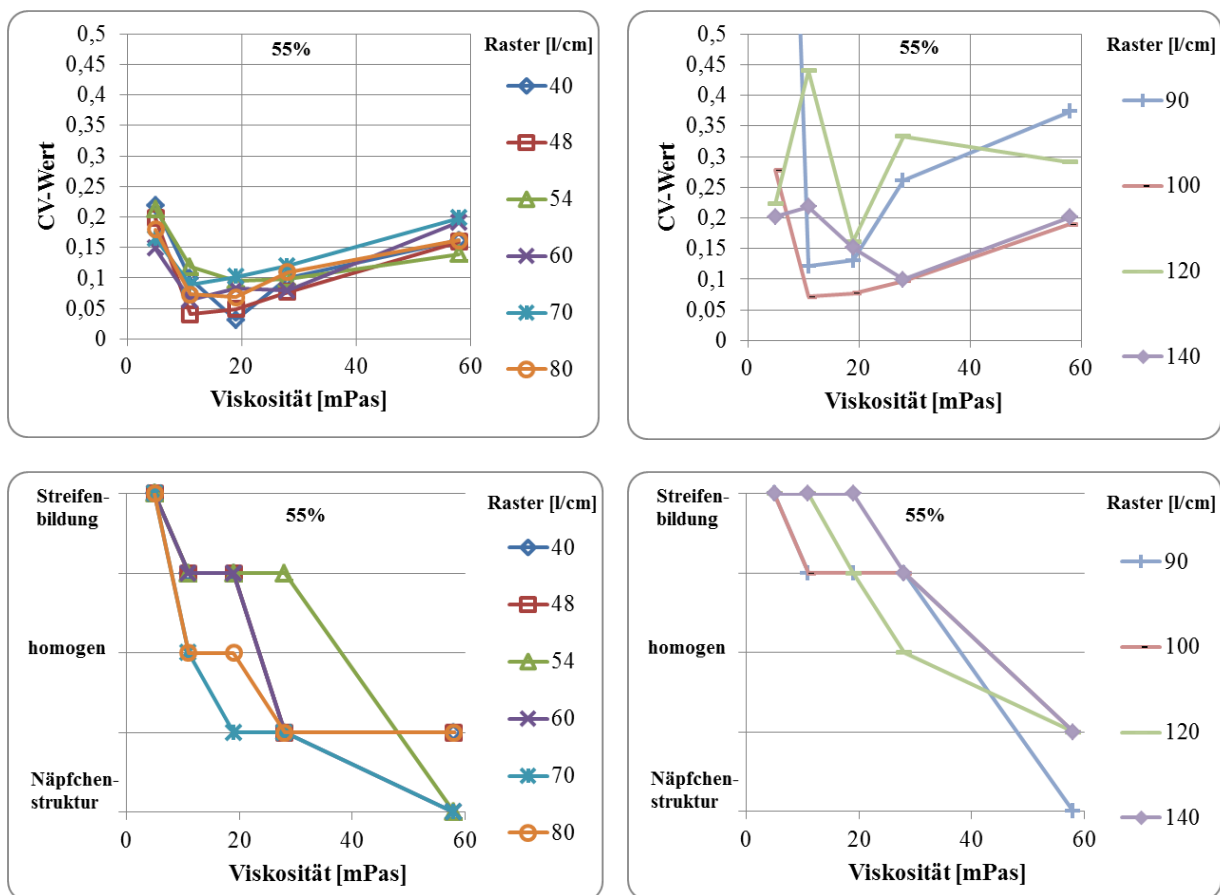 0,5
0,45
0,4
0,35
0,3
0,25
0,2
0,15
0,1
0,05
0
CV-Wert
55%
0 20 40 60
Viskosität [mPas]
Raster [l/cm]
40
48
54
60
70
80
0,5
0,45
0,4
0,35
0,3
0,25
0,2
0,15
0,1
0,05
0
CV-Wert
55%
0 20 40 60
Viskosität [mPas]
Raster [l/cm]
90
100
120
140
Streifen-
bildung
homogen
Näpfchen-
struktur
55%
0 20 40 60
Viskosität [mPas]
Raster [l/cm]
40
48
54
60
70
80
Streifen-
bildung
homogen
Näpfchen-
struktur
55%
0 20 40 60
Viskosität [mPas]
Raster [l/cm]
90
100
120
140